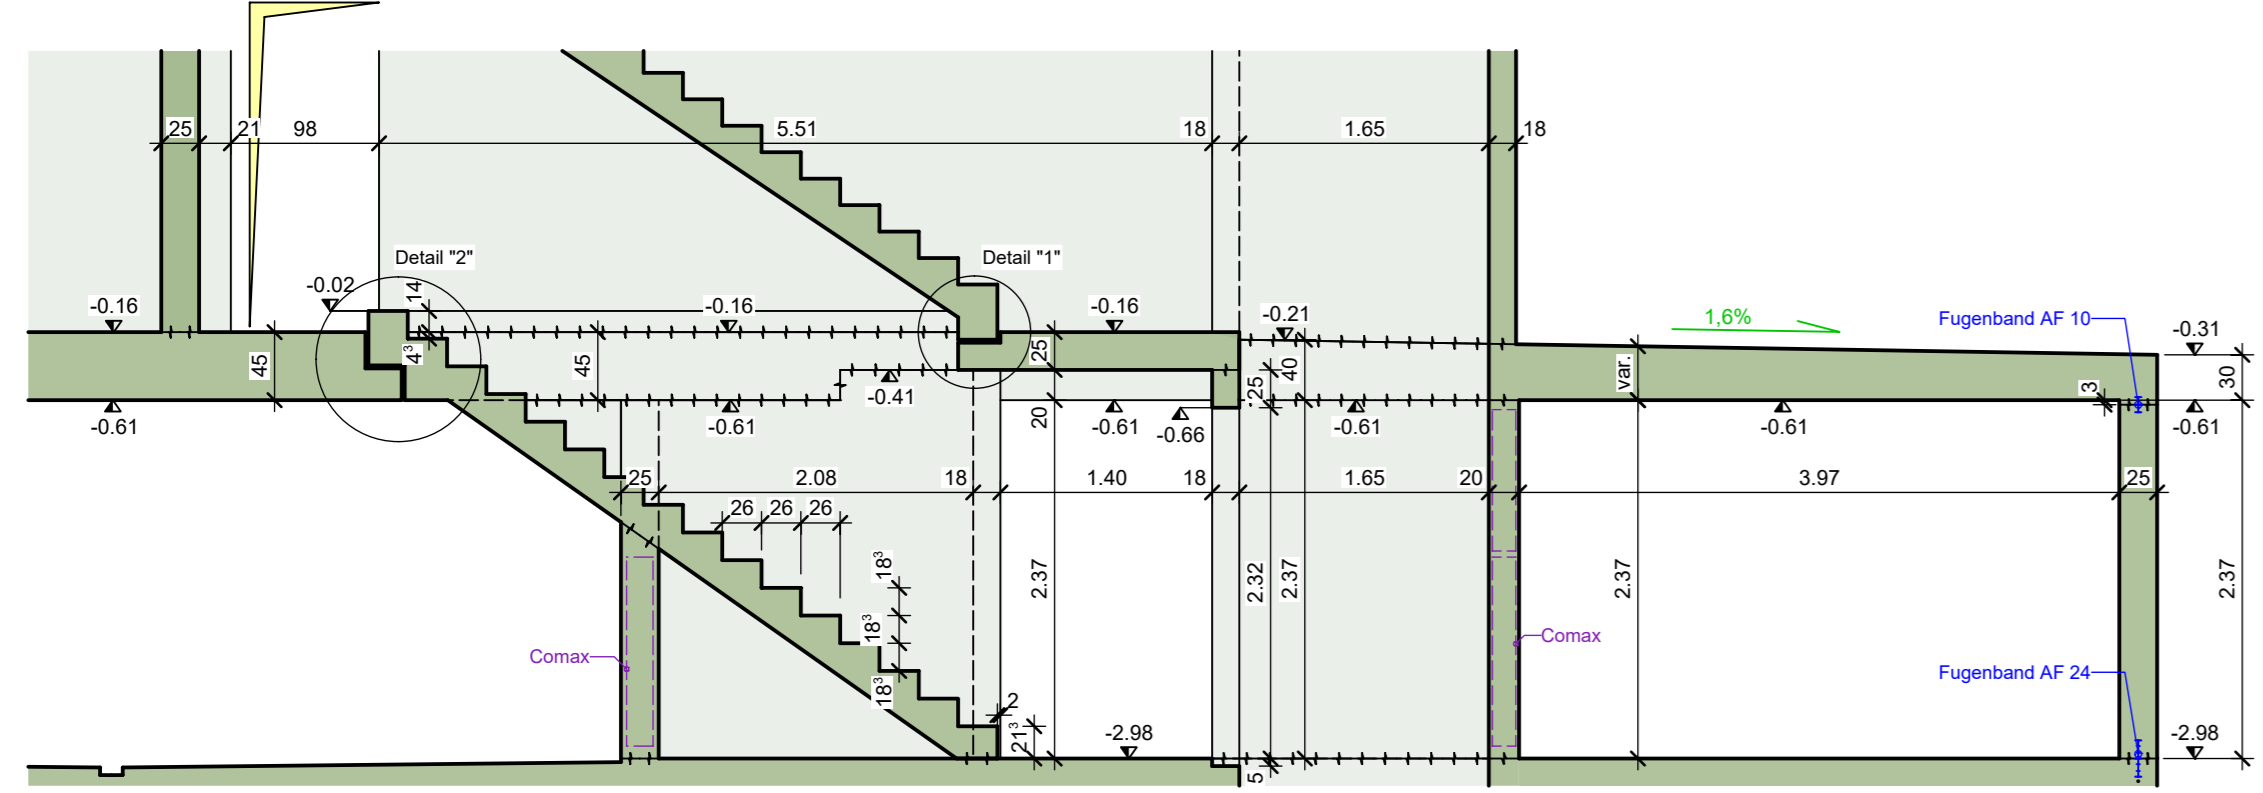 25 21 98 5.51 18 1.65 18
Detail "2" Detail "1"
-0.02 14
-0.16 -0.16 -0.16 -0.21
1,6%
Fugenband AF 10
-0.31
45 4³ 45 25 25 40 var. 3 30
-0.41
-0.61 -0.61 20 -0.61 -0.66 -0.61 -0.61 -0.61
25 2.08 18 1.40 18 1.65 20 3.97 25
26 26 26
18³
18³
18³
2.37 2.32 2.37 2.37 2.37
Comax
Comax
Fugenband AF 24
2
21³
-2.98 -2.98
5